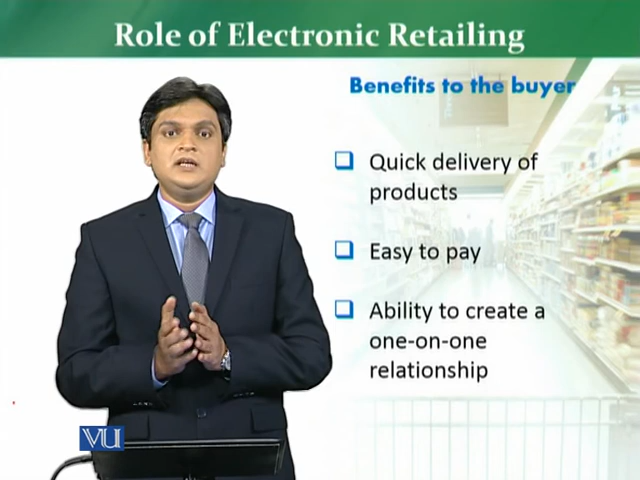 Role of Electronic Retailing
Benefits to the buyer
Quick delivery of
products
Easy to pay
Ability to create a
one-on-one
relationship
VU